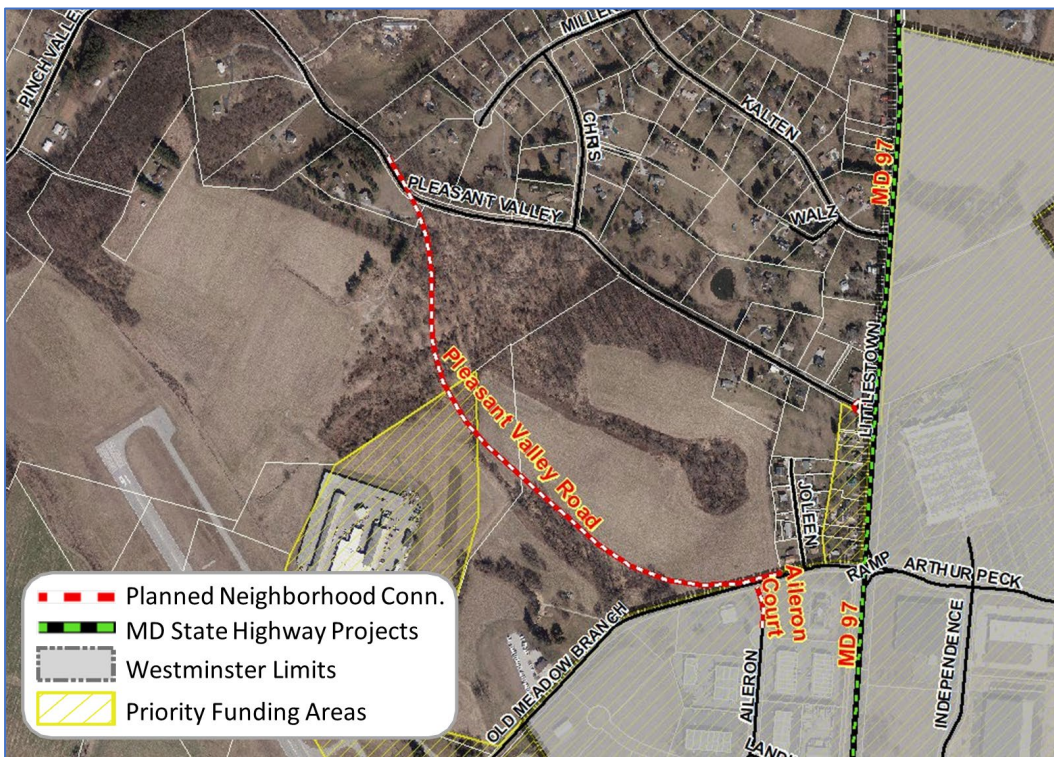 PINCH VALLEY
MILLER
KALTEN
CHRIS
MD 97
PLEASANT VALLEY
WALZ
LITTLESTOWN
Pleasant Valley Road
JOLEEN
RAMP
ARTHUR PECK
Aileron
Court
OLD MEADOW BRANCH
AILERON
MD 97
INDEPENDENCE
Planned Neighborhood Conn.
MD State Highway Projects
Westminster Limits
Priority Funding Areas